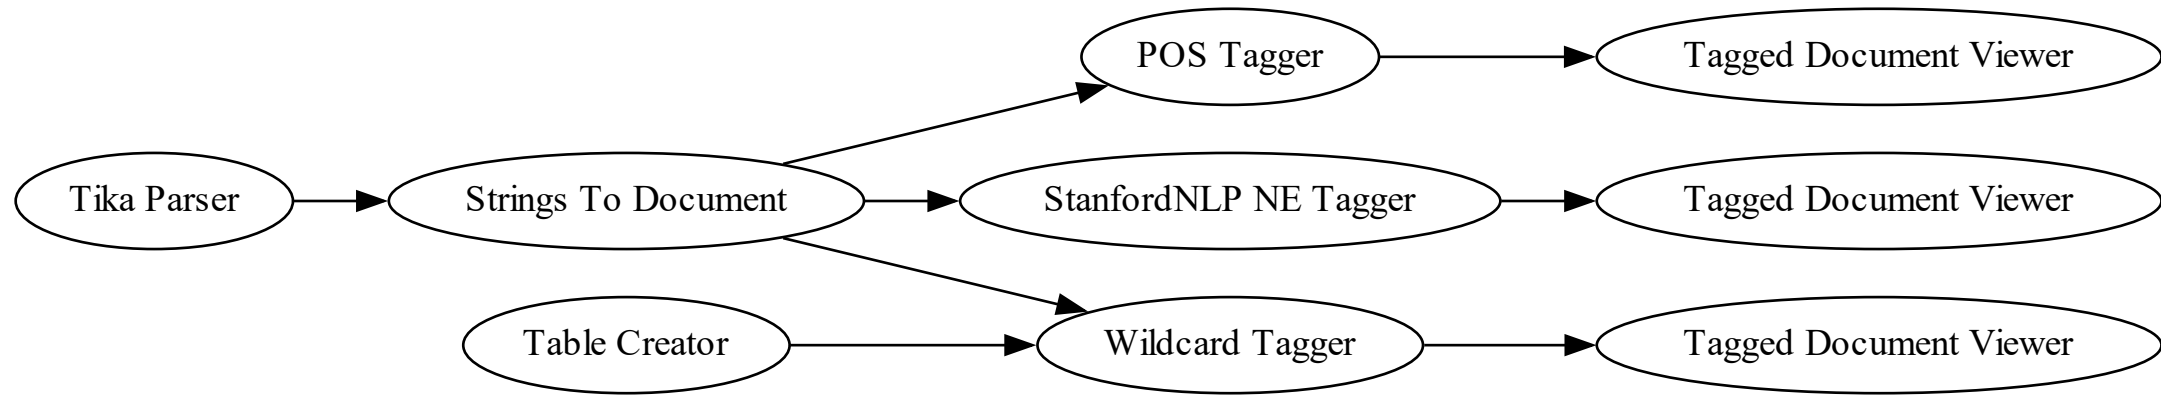 POS Tagger
Tagged Document Viewer
Tika Parser
Strings To Document
StanfordNLP NE Tagger
Tagged Document Viewer
Table Creator
Wildcard Tagger
Tagged Document Viewer